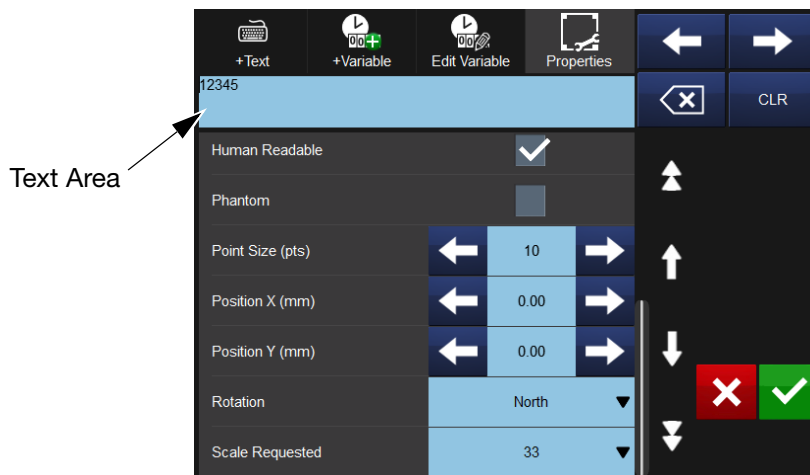 +Text +Variable Edit Variable Properties
12345 CLR
Text Area
Human Readable
Phantom
Point Size (pts) 10
Position X (mm) 0.00
Position Y (mm) 0.00
Rotation North
Scale Requested 33